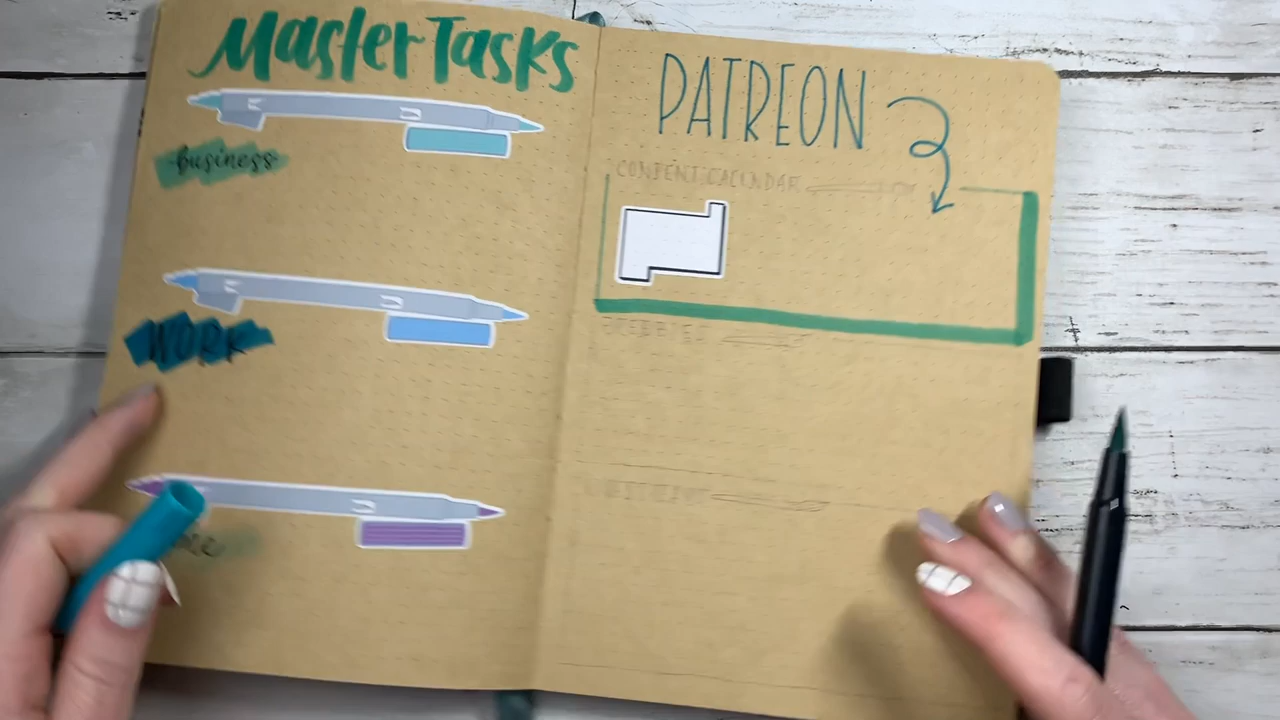 Master Tasks
business
WORK
PATREON
CONTENT CALENDAR